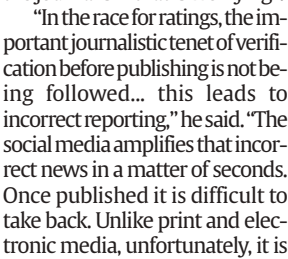 "In the race for ratings, the im-
portant journalistic tenet of verifi-
cation before publishing is not be-
ing followed... this leads to
incorrect reporting," he said. "The
social media amplifies that incor-
rect news in a matter of seconds.
Once published it is difficult to
take back. Unlike print and elec-
tronic media, unfortunately, it is